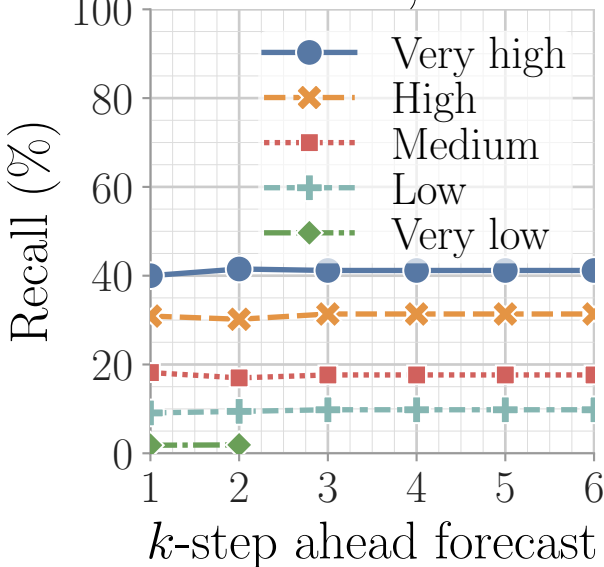 100
80
60
40
20
0
Recall (%)
Very high
High
Medium
Low
Very low
1 2 3 4 5 6
k-step ahead forecast